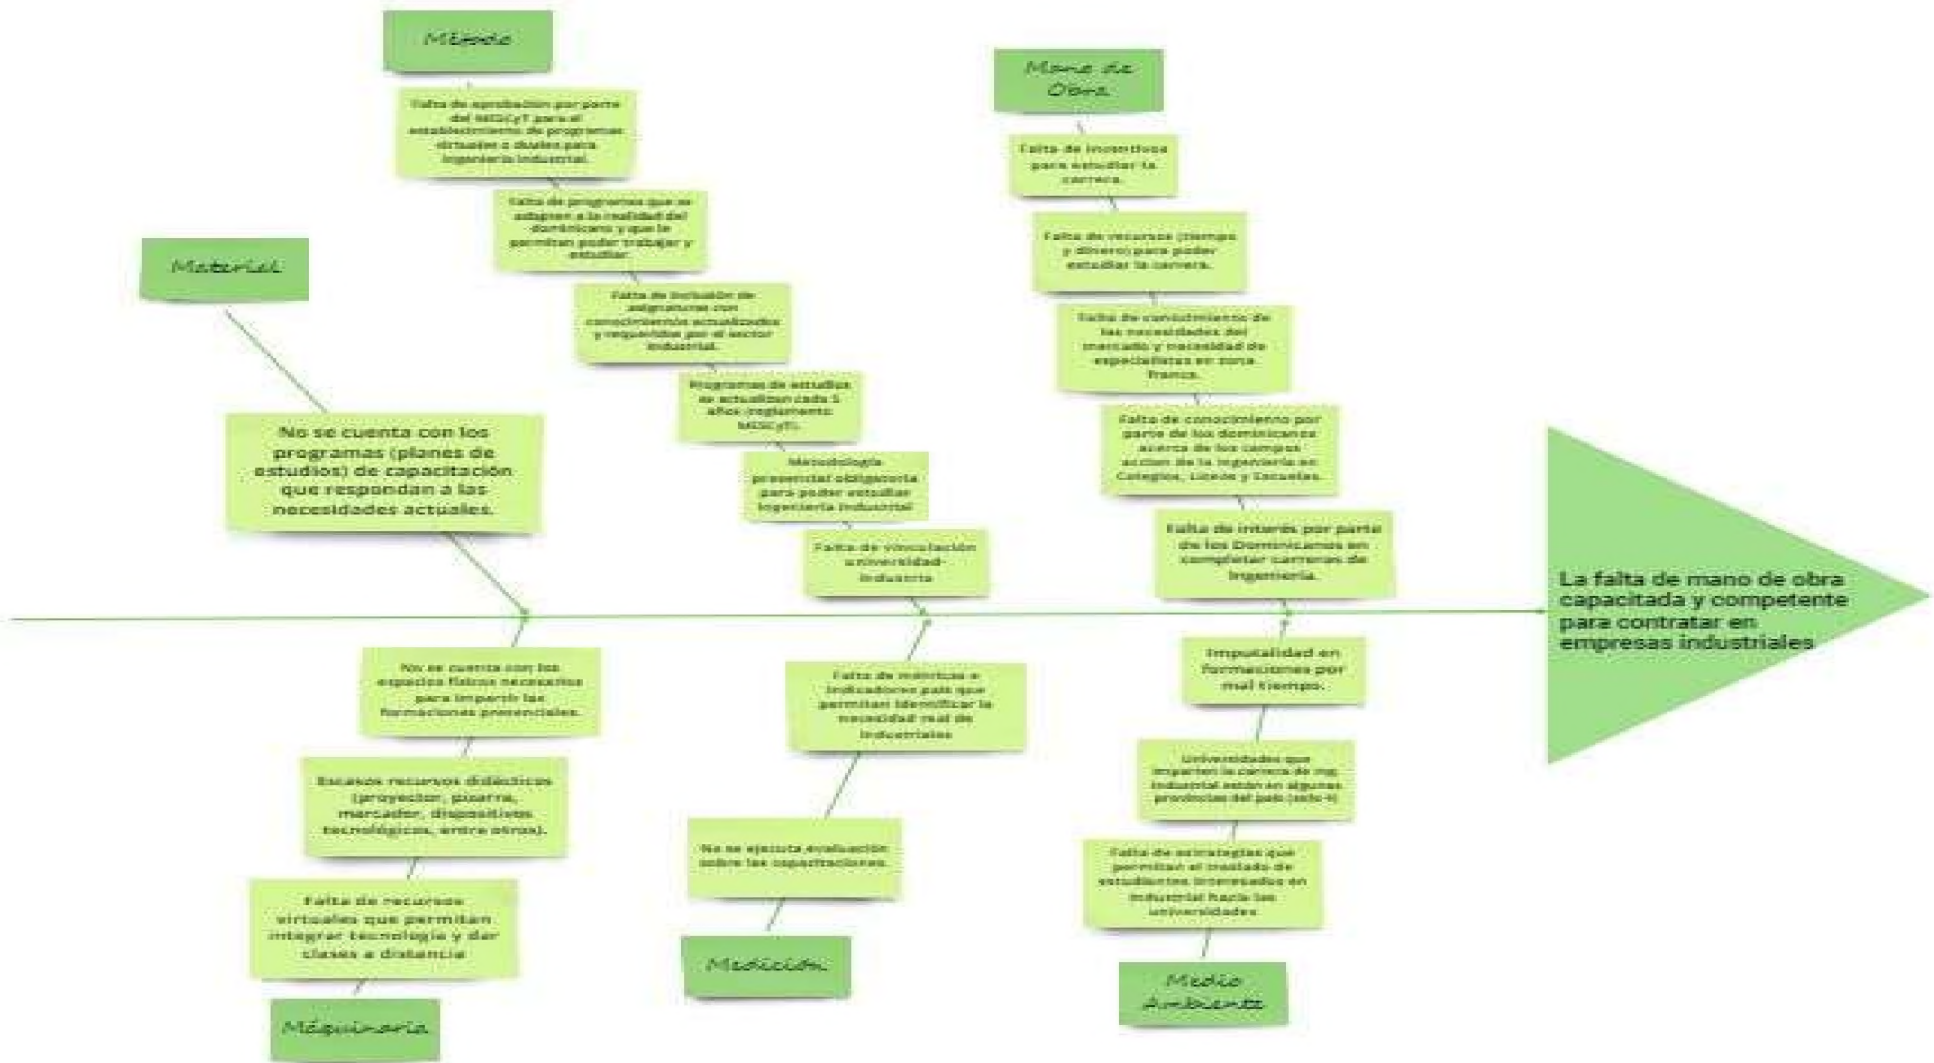 Método
Falta de aprobación por parte
del MESCyT para el
establecimiento de programas
virtuales o duales para
Ingeniería Industrial.
Falta de programas que se
adapten a la realidad del
dominicano y que le
permitan poder trabajar y
estudiar.
Falta de inclusión de
asignaturas con
conocimientos actualizados
y requeridos por el sector
industrial.
Programas de estudios
se actualizan cada 5
años (reglamento
MESCyT).
Metodología
presencial obligatoria
para poder estudiar
Ingeniería Industrial
Falta de vinculación
universidad-
industria
Mano de
Obra
Falta de incentivos
para estudiar la
carrera.
Falta de recursos (tiempo
y dinero) para poder
estudiar la carrera.
Falta de conocimiento de
las necesidades del
mercado y necesidad de
especialistas en zona
franca.
Falta de conocimiento por
parte de los dominicanos
acerca de los campos
accion de la ingeniería en
Colegios, Liceos y Escuelas.
Falta de interés por parte
de los Dominicanos en
completar carreras de
Ingeniería.
Material
No se cuenta con los
programas (planes de
estudios) de capacitación
que respondan a las
necesidades actuales.
La falta de mano de obra
capacitada y competente
para contratar en
empresas industriales
No se cuenta con los
espacios físicos necesarios
para impartir las
formaciones presenciales.
Escasos recursos didácticos
(proyector, pizarra,
marcador, dispositivos
tecnológicos, entre otros).
Falta de recursos
virtuales que permitan
integrar tecnología y dar
clases a distancia
Máquinaria
Falta de métricas e
indicadores país que
permitan identificar la
necesidad real de
industriales
No se ejecuta evaluación
sobre las capacitaciones.
Medición
Imputalidad en
formaciones por
mal tiempo.
Universidades que
imparten la carrera de ing.
industrial están en algunas
provincias del país (solo 4)
Falta de estrategias que
permitan el traslado de
estudiantes interesados en
industrial hacia las
universidades
Medio
Ambiente